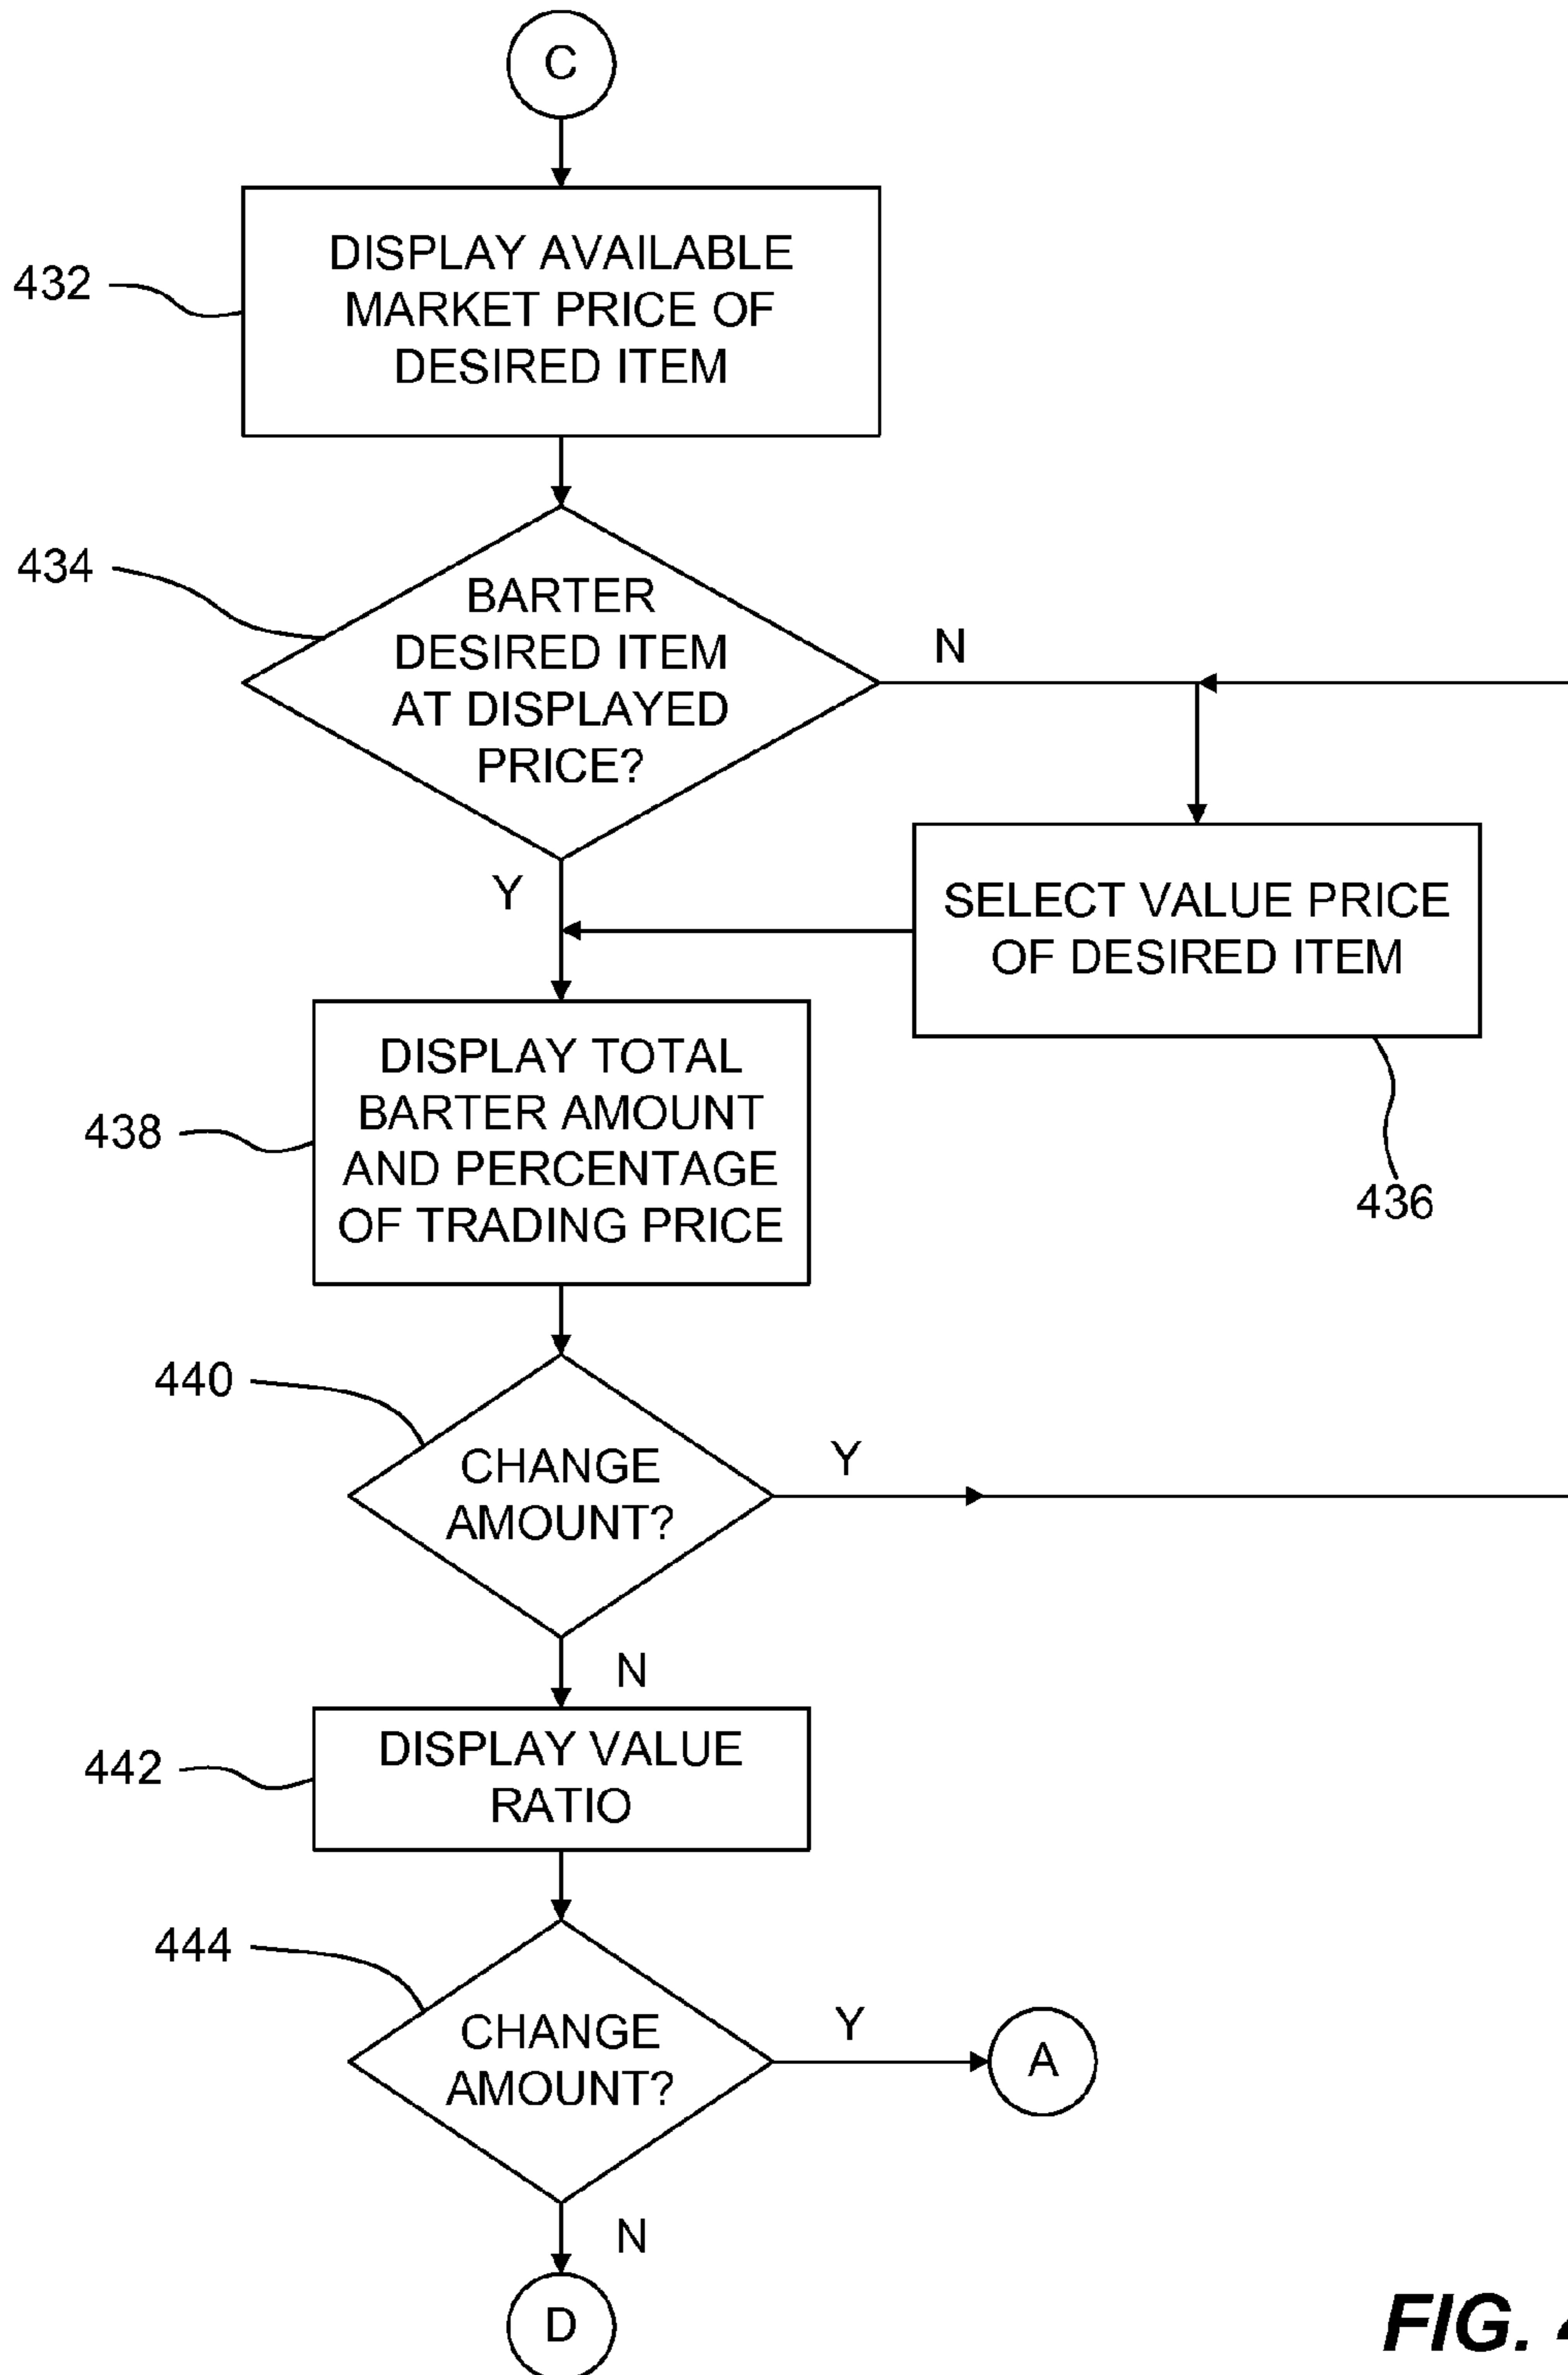 C
432
DISPLAY AVAILABLE
MARKET PRICE OF
DESIRED ITEM
434
BARTER
DESIRED ITEM
AT DISPLAYED
PRICE?
N
Y
SELECT VALUE PRICE
OF DESIRED ITEM
436
438
DISPLAY TOTAL
BARTER AMOUNT
AND PERCENTAGE
OF TRADING PRICE
440
CHANGE
AMOUNT?
Y
N
442
DISPLAY VALUE
RATIO
444
CHANGE
AMOUNT?
Y
A
N
D
FIG.